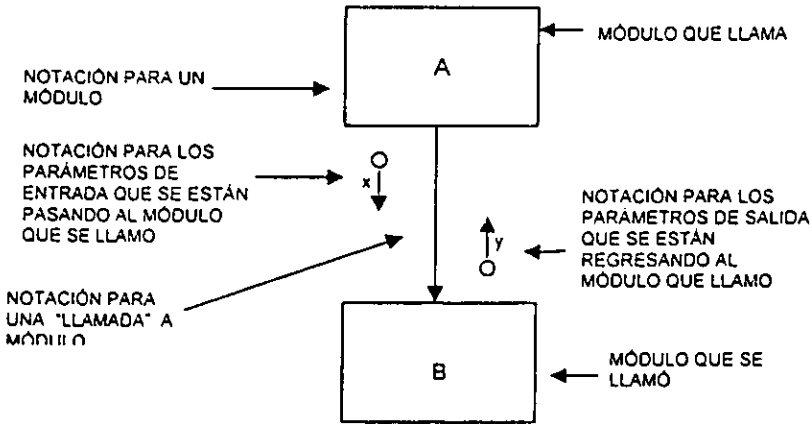 MÓDULO QUE LLAMA
A
NOTACIÓN PARA UN
MÓDULO
NOTACIÓN PARA LOS
PARÁMETROS DE
ENTRADA QUE SE ESTÁN
PASANDO AL MÓDULO
QUE SE LLAMO
x
NOTACIÓN PARA LOS
PARÁMETROS DE SALIDA
QUE SE ESTÁN
REGRESANDO AL
MÓDULO QUE LLAMO
y
NOTACIÓN PARA
UNA "LLAMADA" A
MÓDULO
B
MÓDULO QUE SE
LLAMÓ